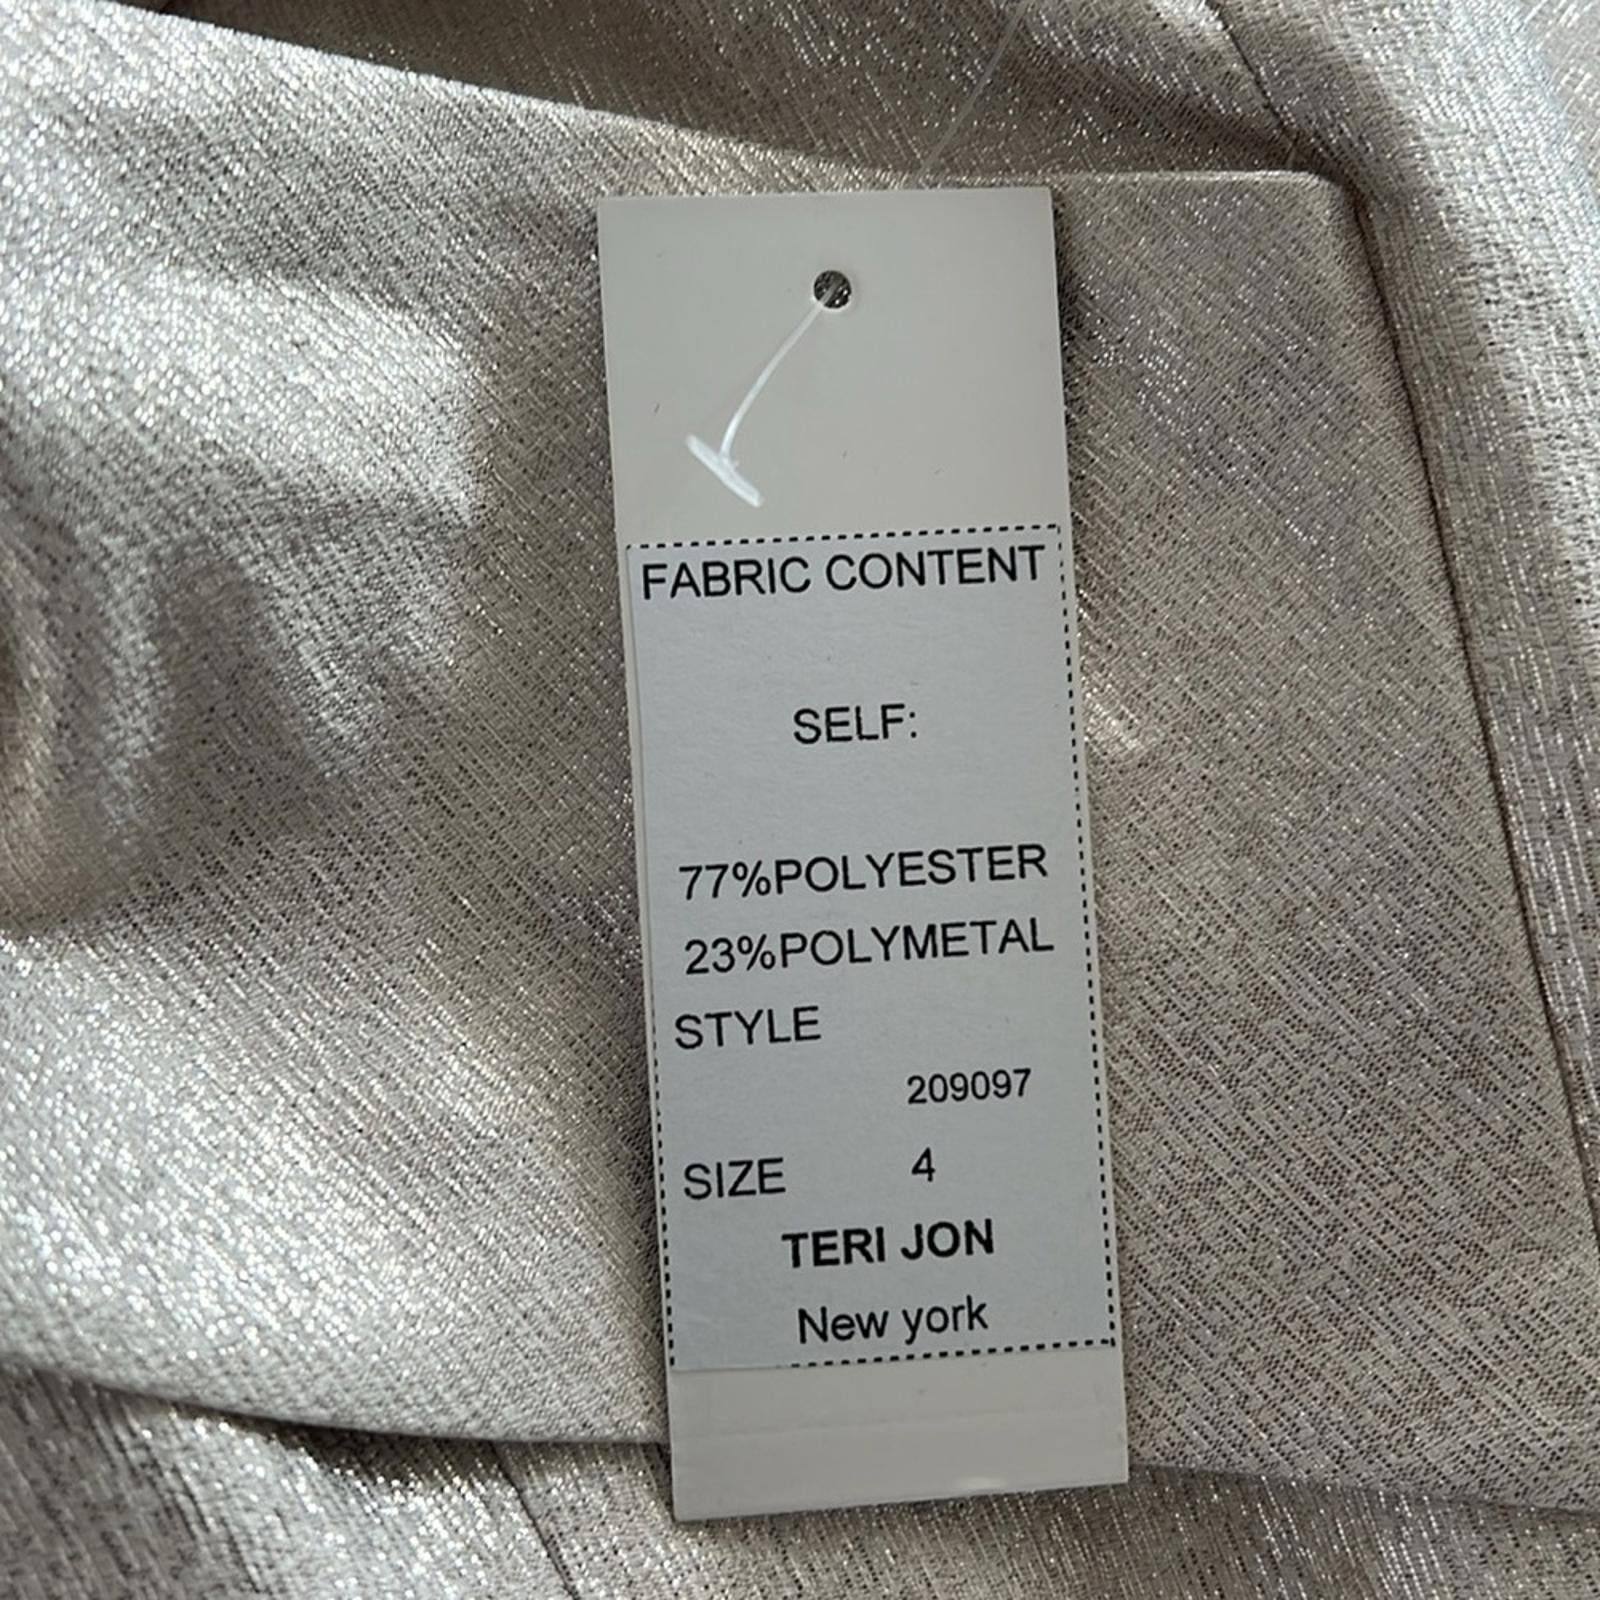 FABRIC CONTENT
SELF:
77%POLYESTER
23%POLYMETAL
STYLE
209097
SIZE 4
TERI JON
New york